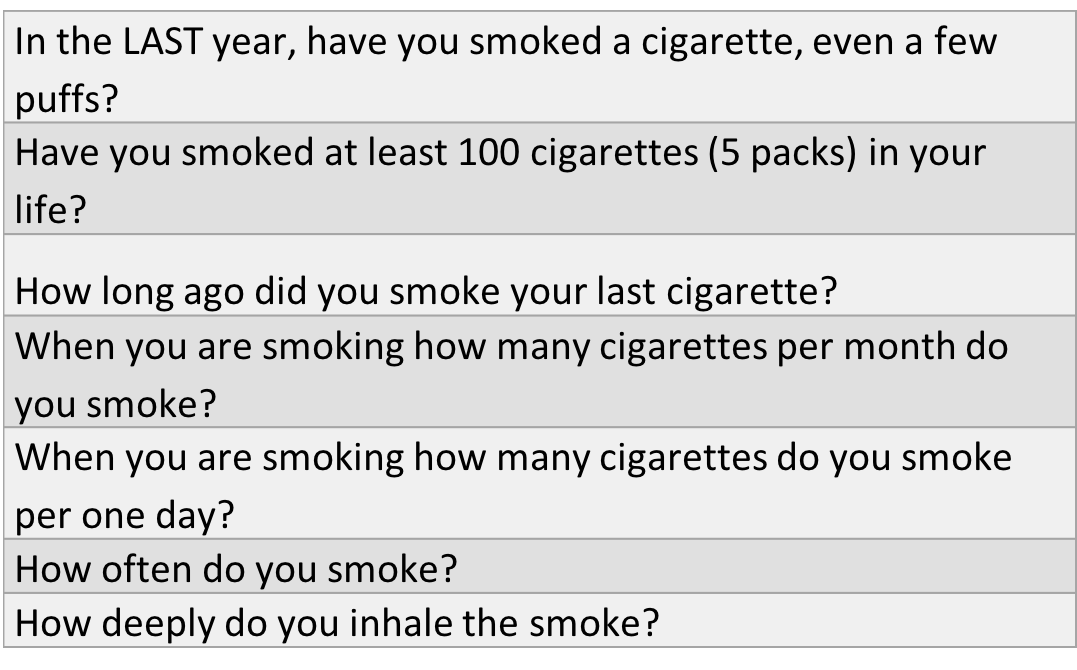 In the LAST year, have you smoked a cigarette, even a few
puffs?
Have you smoked at least 100 cigarettes (5 packs) in your
life?
How long ago did you smoke your last cigarette?
When you are smoking how many cigarettes per month do
you smoke?
When you are smoking how many cigarettes do you smoke
per one day?
How often do you smoke?
How deeply do you inhale the smoke?